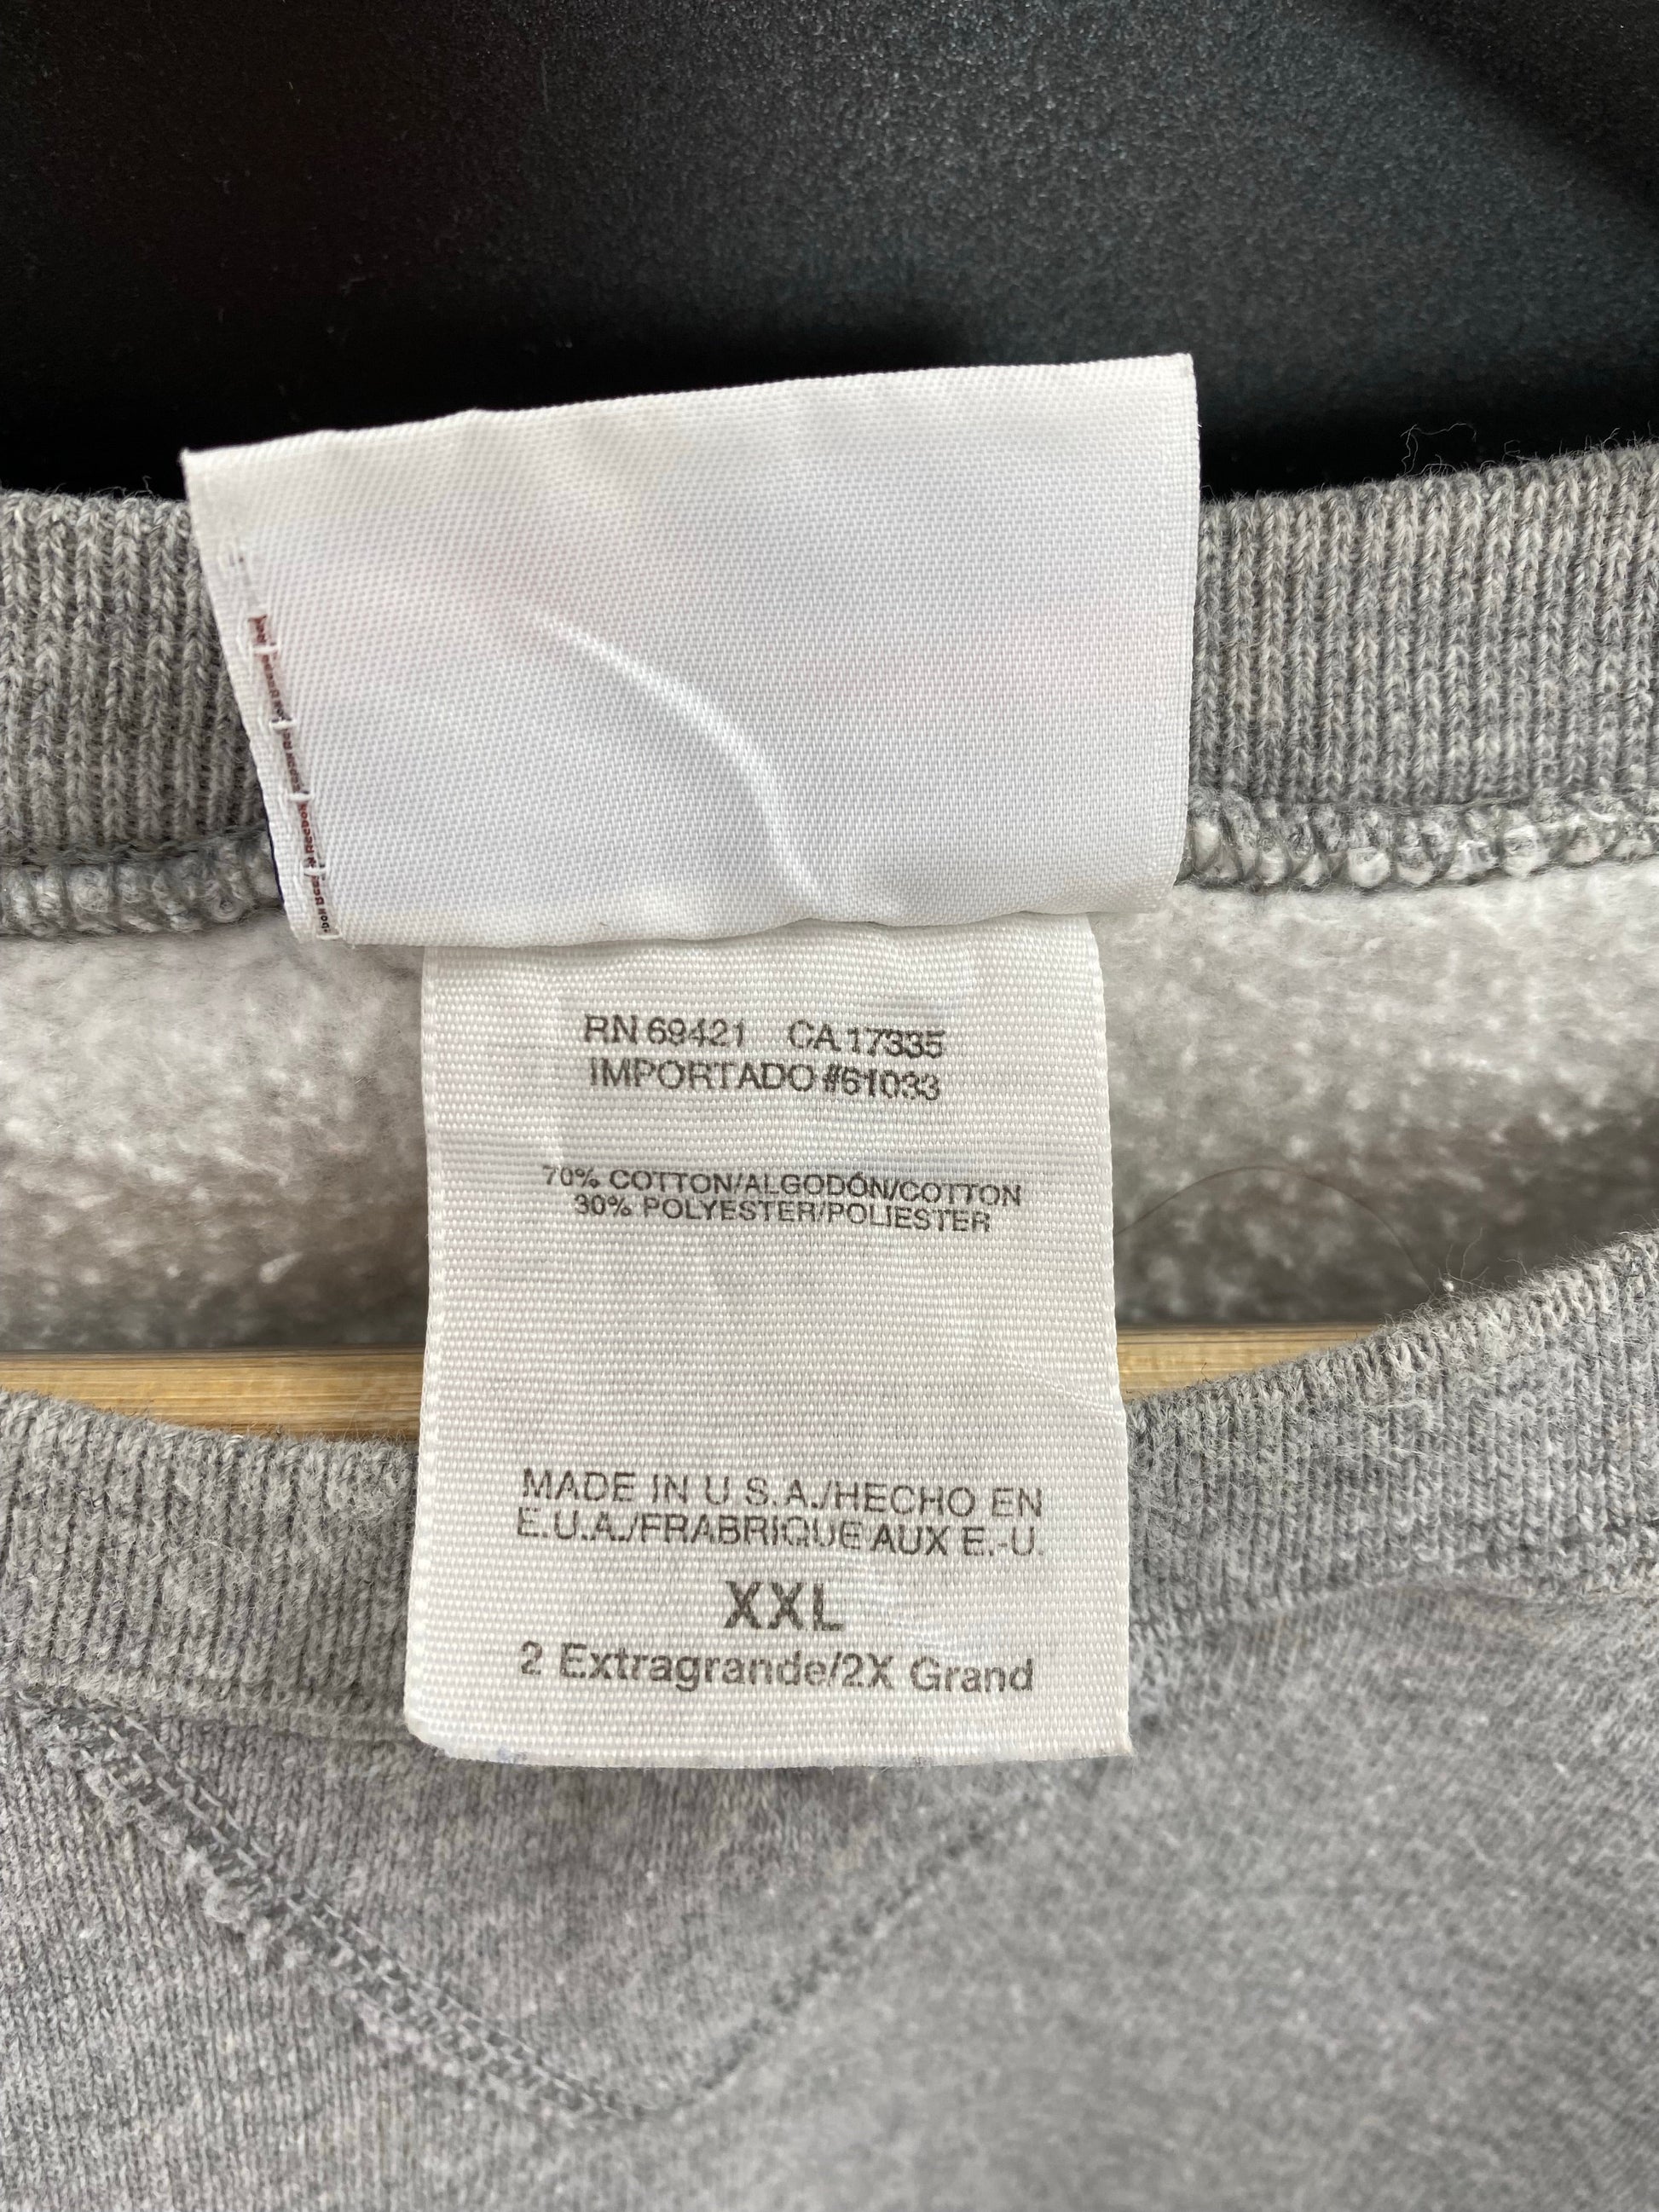 RN 69421 CA 17335
IMPORTADO #61033
70% COTTON/ALGODÓN/COTTON
30% POLYESTER/POLIESTER
MADE IN U.S.A./HECHO EN
E.U.A./FRABRIQUE AUX E.-U.
XXL
2 Extragrande/2X Grand